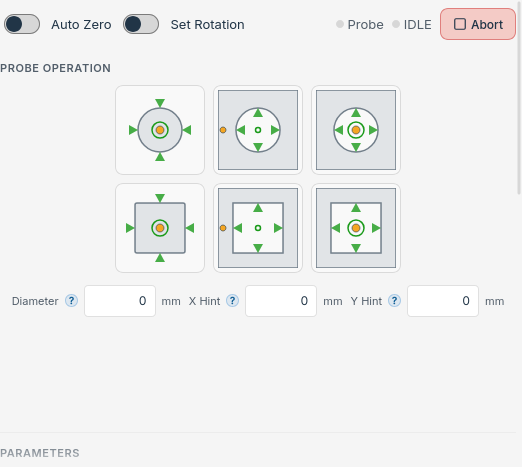 Auto Zero Set Rotation Probe IDLE Abort
PROBE OPERATION
Diameter ? 0 mm X Hint ? 0 mm Y Hint ? 0 mm
PARAMETERS